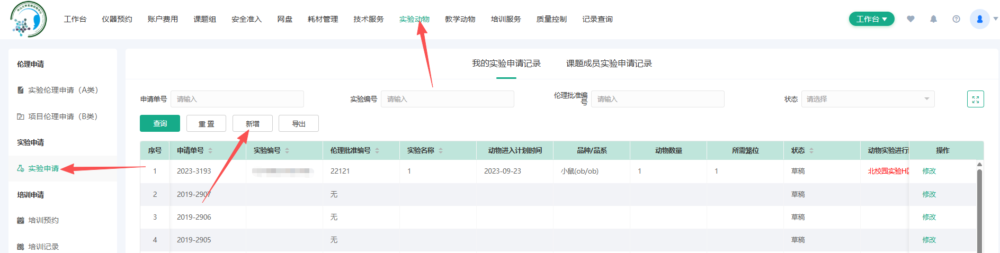 中山大学实验动物中心
工作台 仪器预约 账户费用 课题组 安全准入 网盘 耗材管理 技术服务 实验动物 教学动物 培训服务 质量控制 记录查询 工作台
伦理申请
实验伦理申请（A类）
项目伦理申请（B类）
实验申请
实验申请
培训申请
培训预约
培训记录
我的实验申请记录 课题成员实验申请记录
申请单号 请输入 实验编号 请输入 伦理批准编号 请输入 状态 请选择
查询 重 置 新增 导出
序号 申请单号 实验编号 伦理批准编号 实验名称 动物进入计划时间 品种/品系 动物数量 所需笼位 状态 动物实验进行 操作
1 2023-3193 22121 1 2023-09-23 小鼠(ob/ob) 1 1 草稿 北校园实验H区 修改
2 2019-2907 无 草稿 修改
3 2019-2906 无 草稿 修改
4 2019-2905 无 草稿 修改